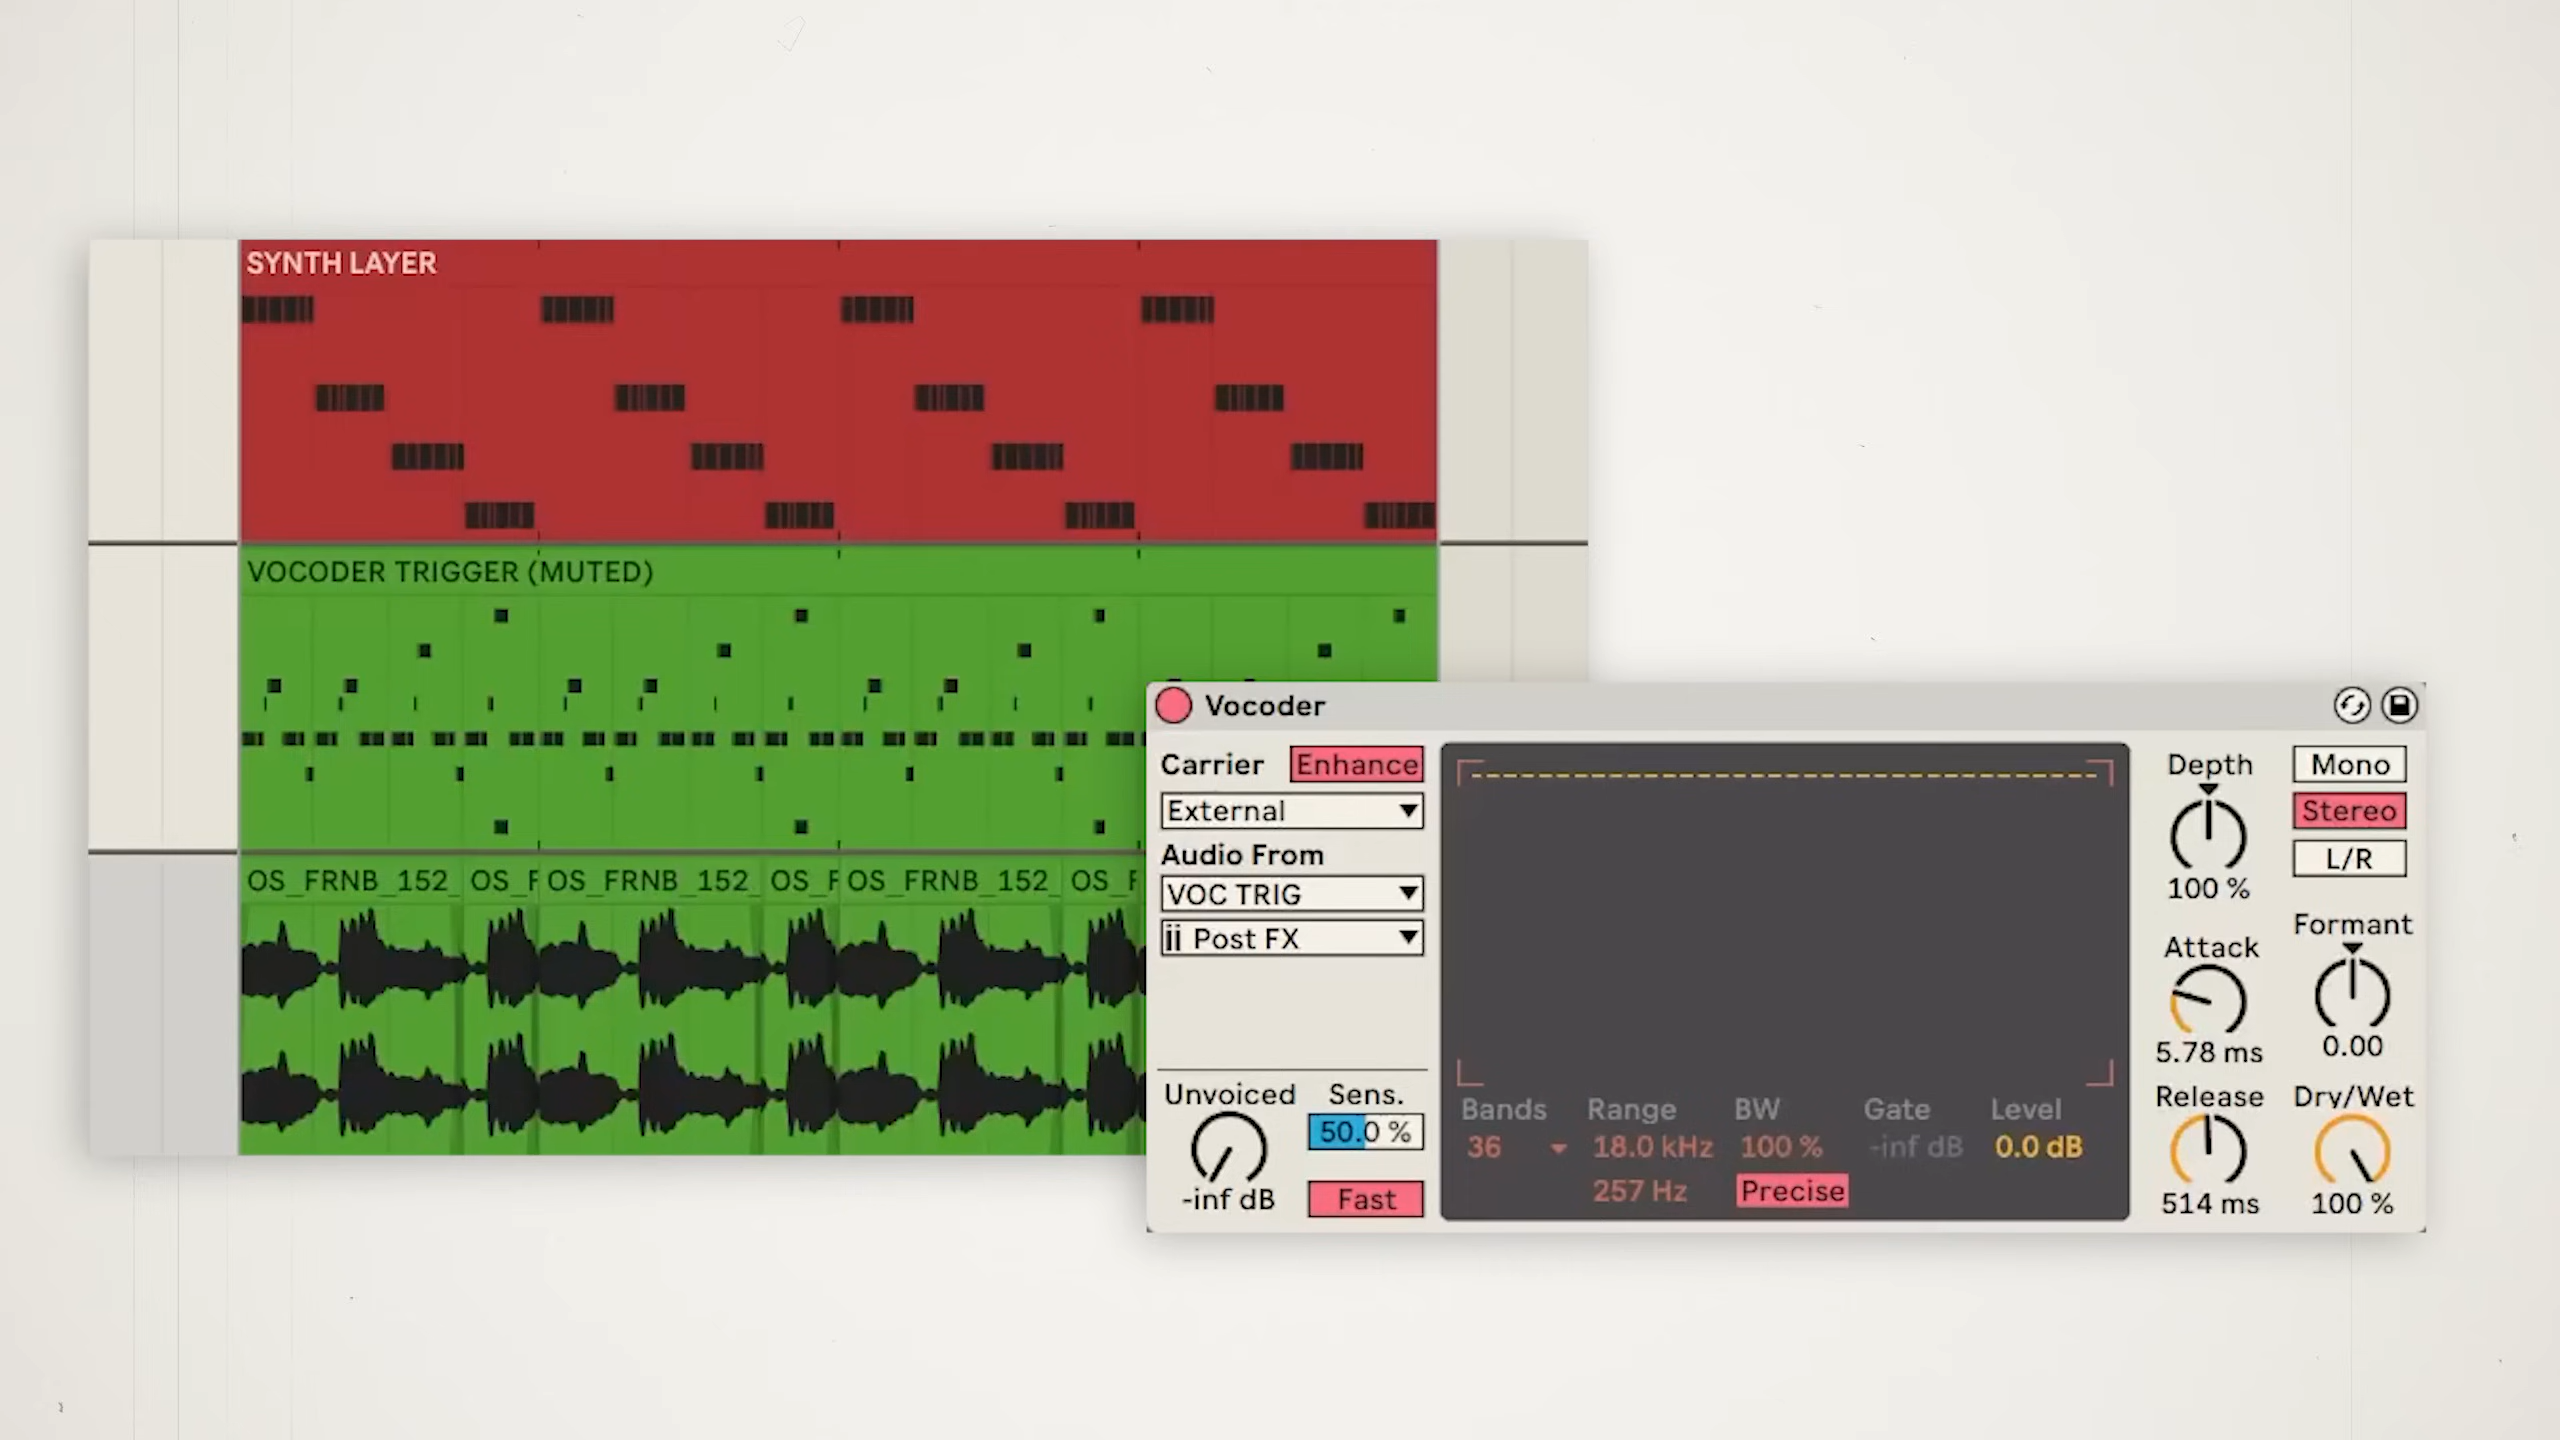 SYNTH LAYER
VOCODER TRIGGER (MUTED)
OS_FRNB_152_ OS_F OS_FRNB_152_ OS_F OS_FRNB_152_ OS_F
Vocoder
Carrier Enhance
External
Audio From
VOC TRIG
Post FX
Unvoiced Sens.
50.0 %
-inf dB Fast
Bands Range BW Gate Level
36 18.0 kHz 100 % -inf dB 0.0 dB
257 Hz Precise
Depth
100 %
Attack
5.78 ms
Release
514 ms
Mono
Stereo
L/R
Formant
0.00
Dry/Wet
100 %